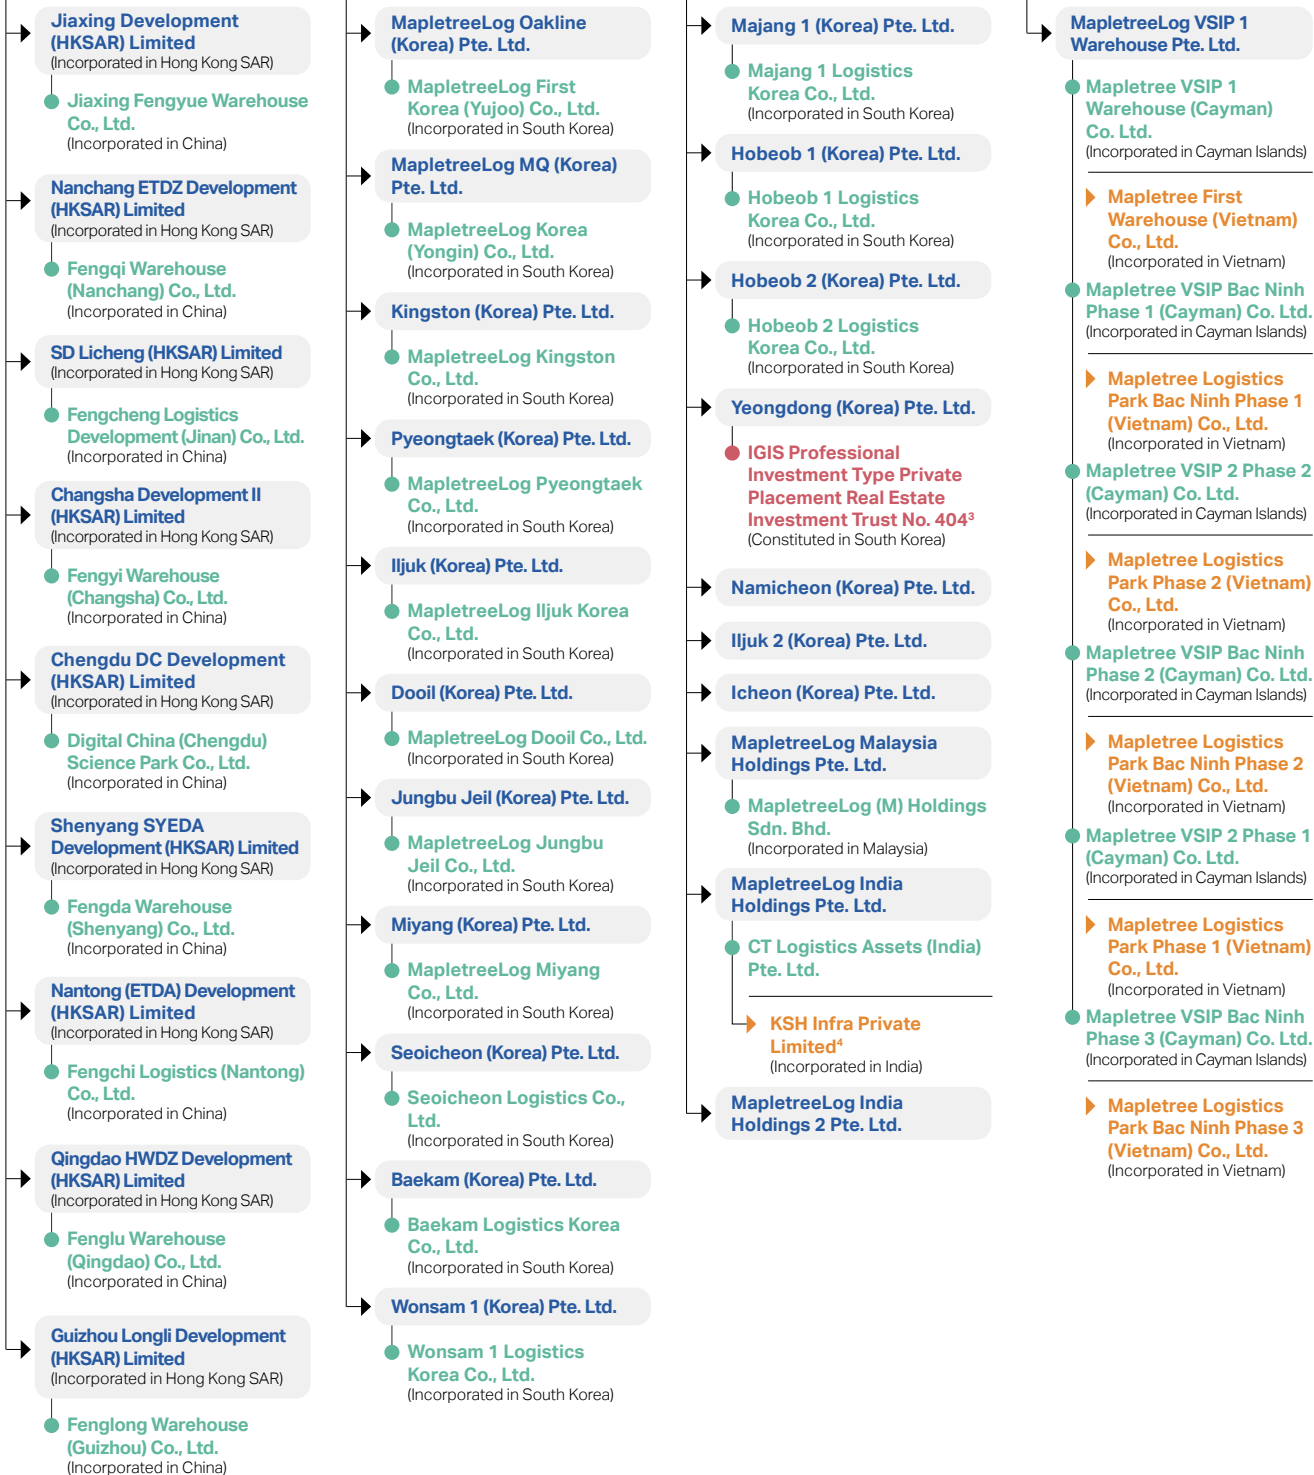 Jiaxing Development
(HKSAR) Limited
(Incorporated in Hong Kong SAR)
Jiaxing Fengyue Warehouse
Co., Ltd.
(Incorporated in China)
Nanchang ETDZ Development
(HKSAR) Limited
(Incorporated in Hong Kong SAR)
Fengqi Warehouse
(Nanchang) Co., Ltd.
(Incorporated in China)
SD Licheng (HKSAR) Limited
(Incorporated in Hong Kong SAR)
Fengcheng Logistics
Development (Jinan) Co., Ltd.
(Incorporated in China)
Changsha Development II
(HKSAR) Limited
(Incorporated in Hong Kong SAR)
Fengyi Warehouse
(Changsha) Co., Ltd.
(Incorporated in China)
Chengdu DC Development
(HKSAR) Limited
(Incorporated in Hong Kong SAR)
Digital China (Chengdu)
Science Park Co., Ltd.
(Incorporated in China)
Shenyang SYEDA
Development (HKSAR) Limited
(Incorporated in Hong Kong SAR)
Fengda Warehouse
(Shenyang) Co., Ltd.
(Incorporated in China)
Nantong (ETDA) Development
(HKSAR) Limited
(Incorporated in Hong Kong SAR)
Fengchi Logistics (Nantong)
Co., Ltd.
(Incorporated in China)
Qingdao HWDZ Development
(HKSAR) Limited
(Incorporated in Hong Kong SAR)
Fenglu Warehouse
(Qingdao) Co., Ltd.
(Incorporated in China)
Guizhou Longli Development
(HKSAR) Limited
(Incorporated in Hong Kong SAR)
Fenglong Warehouse
(Guizhou) Co., Ltd.
(Incorporated in China)
MapletreeLog Oakline
(Korea) Pte. Ltd.
MapletreeLog First
Korea (Yujoo) Co., Ltd.
(Incorporated in South Korea)
MapletreeLog MQ (Korea)
Pte. Ltd.
MapletreeLog Korea
(Yongin) Co., Ltd.
(Incorporated in South Korea)
Kingston (Korea) Pte. Ltd.
MapletreeLog Kingston
Co., Ltd.
(Incorporated in South Korea)
Pyeongtaek (Korea) Pte. Ltd.
MapletreeLog Pyeongtaek
Co., Ltd.
(Incorporated in South Korea)
Iljuk (Korea) Pte. Ltd.
MapletreeLog Iljuk Korea
Co., Ltd.
(Incorporated in South Korea)
Dooil (Korea) Pte. Ltd.
MapletreeLog Dooil Co., Ltd.
(Incorporated in South Korea)
Jungbu Jeil (Korea) Pte. Ltd.
MapletreeLog Jungbu
Jeil Co., Ltd.
(Incorporated in South Korea)
Miyang (Korea) Pte. Ltd.
MapletreeLog Miyang
Co., Ltd.
(Incorporated in South Korea)
Seoicheon (Korea) Pte. Ltd.
Seoicheon Logistics Co.,
Ltd.
(Incorporated in South Korea)
Baekam (Korea) Pte. Ltd.
Baekam Logistics Korea
Co., Ltd.
(Incorporated in South Korea)
Wonsam 1 (Korea) Pte. Ltd.
Wonsam 1 Logistics
Korea Co., Ltd.
(Incorporated in South Korea)
Majang 1 (Korea) Pte. Ltd.
Majang 1 Logistics
Korea Co., Ltd.
(Incorporated in South Korea)
Hobeob 1 (Korea) Pte. Ltd.
Hobeob 1 Logistics
Korea Co., Ltd.
(Incorporated in South Korea)
Hobeob 2 (Korea) Pte. Ltd.
Hobeob 2 Logistics
Korea Co., Ltd.
(Incorporated in South Korea)
Yeongdong (Korea) Pte. Ltd.
IGIS Professional
Investment Type Private
Placement Real Estate
Investment Trust No. 404³
(Constituted in South Korea)
Namicheon (Korea) Pte. Ltd.
Iljuk 2 (Korea) Pte. Ltd.
Icheon (Korea) Pte. Ltd.
MapletreeLog Malaysia
Holdings Pte. Ltd.
MapletreeLog (M) Holdings
Sdn. Bhd.
(Incorporated in Malaysia)
MapletreeLog India
Holdings Pte. Ltd.
CT Logistics Assets (India)
Pte. Ltd.
KSH Infra Private
Limited⁴
(Incorporated in India)
MapletreeLog India
Holdings 2 Pte. Ltd.
MapletreeLog VSIP 1
Warehouse Pte. Ltd.
Mapletree VSIP 1
Warehouse (Cayman)
Co. Ltd.
(Incorporated in Cayman Islands)
Mapletree First
Warehouse (Vietnam)
Co., Ltd.
(Incorporated in Vietnam)
Mapletree VSIP Bac Ninh
Phase 1 (Cayman) Co. Ltd.
(Incorporated in Cayman Islands)
Mapletree Logistics
Park Bac Ninh Phase 1
(Vietnam) Co., Ltd.
(Incorporated in Vietnam)
Mapletree VSIP 2 Phase 2
(Cayman) Co. Ltd.
(Incorporated in Cayman Islands)
Mapletree Logistics
Park Phase 2 (Vietnam)
Co., Ltd.
(Incorporated in Vietnam)
Mapletree VSIP Bac Ninh
Phase 2 (Cayman) Co. Ltd.
(Incorporated in Cayman Islands)
Mapletree Logistics
Park Bac Ninh Phase 2
(Vietnam) Co., Ltd.
(Incorporated in Vietnam)
Mapletree VSIP 2 Phase 1
(Cayman) Co. Ltd.
(Incorporated in Cayman Islands)
Mapletree Logistics
Park Phase 1 (Vietnam)
Co., Ltd.
(Incorporated in Vietnam)
Mapletree VSIP Bac Ninh
Phase 3 (Cayman) Co. Ltd.
(Incorporated in Cayman Islands)
Mapletree Logistics
Park Bac Ninh Phase 3
(Vietnam) Co., Ltd.
(Incorporated in Vietnam)